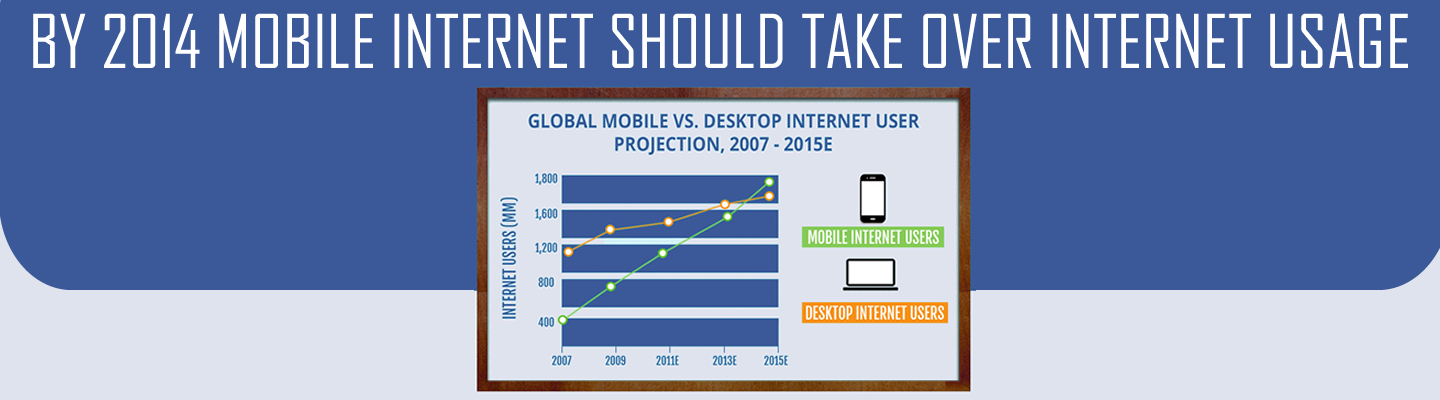 BY 2014 MOBILE INTERNET SHOULD TAKE OVER INTERNET USAGE
GLOBAL MOBILE VS. DESKTOP INTERNET USER
PROJECTION, 2007 - 2015E
INTERNET USERS (MM)
1,800
1,600
1,200
800
400
2007 2009 2011E 2013E 2015E
MOBILE INTERNET USERS
DESKTOP INTERNET USERS